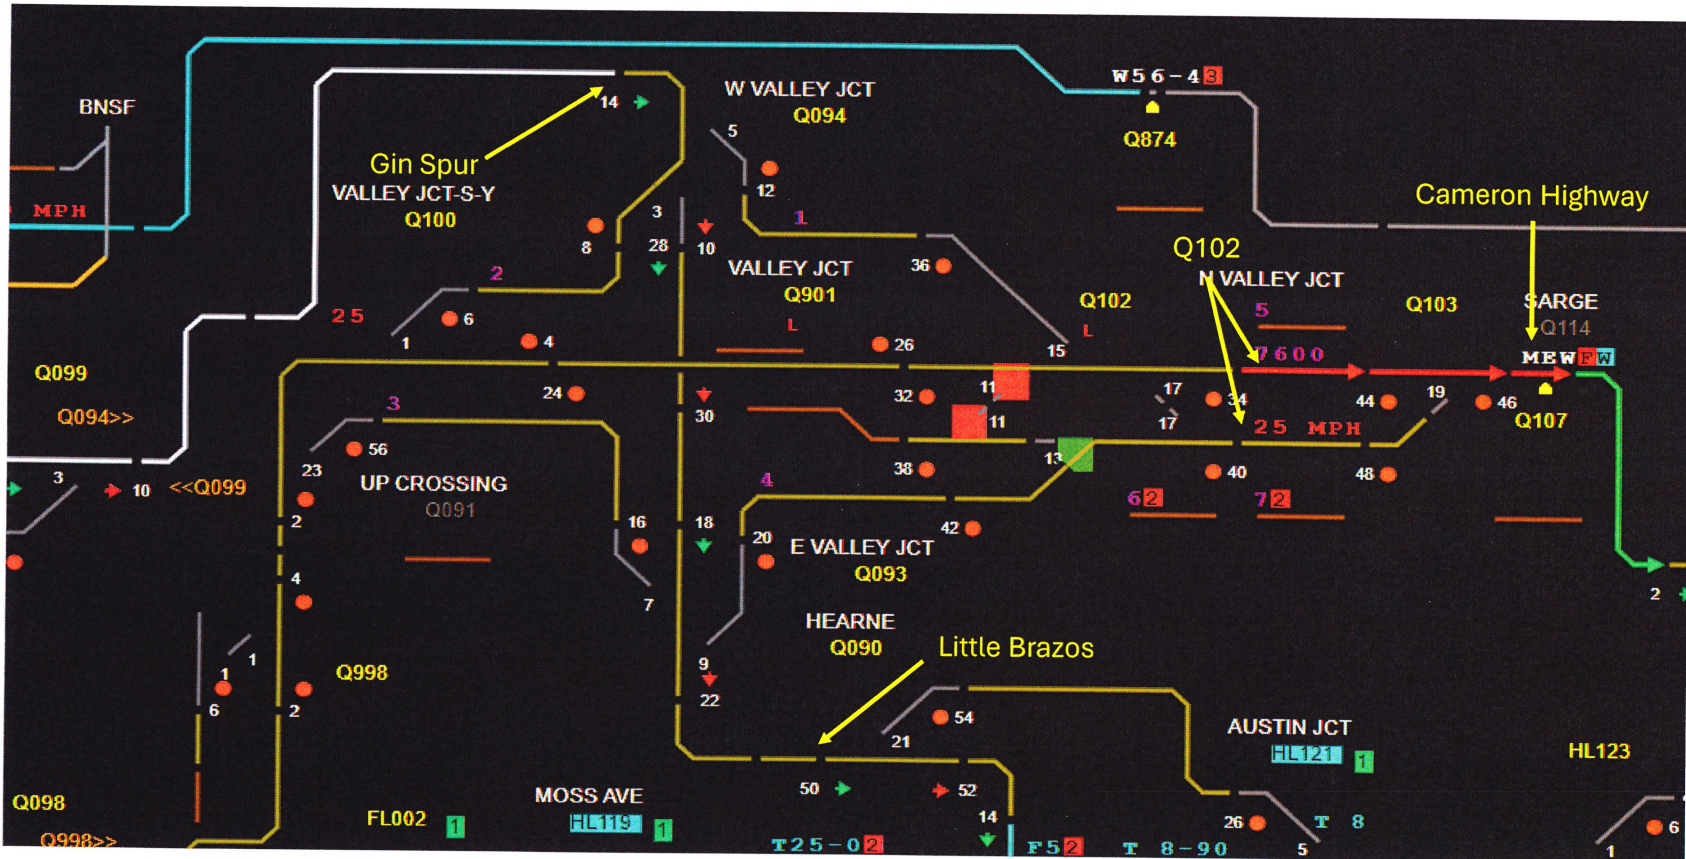 W56-43
BNSF
W VALLEY JCT
Q094
14
5
Q874
Gin Spur
VALLEY JCT-S-Y
Q100
12
Cameron Highway
MPH
3
1
8
28
10
Q102
2
VALLEY JCT
Q901
36
N VALLEY JCT
Q102
Q103
SARGE
Q114
25
6
L
L
5
1
4
26
15
7600
MEWFW
Q099
24
32
11
17
34
44
19
46
Q094>>
3
30
11
17
25 MPH
Q107
56
23
38
13
40
48
3
10
<<Q099
UP CROSSING
Q091
4
62
72
2
16
18
20
42
E VALLEY JCT
Q093
4
7
2
HEARNE
Q090
1
1
Q998
9
Little Brazos
6
2
22
54
21
AUSTIN JCT
HL121
1
HL123
50
52
MOSS AVE
HL119
1
Q098
FL002
1
14
26
T 8
6
Q998>>
T25-02
F52
T 8-90
5
1